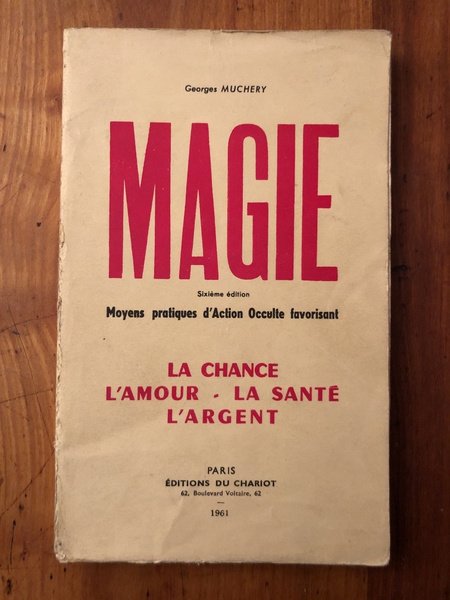 Georges MUCHERY
MAGIE
Sixième édition
Moyens pratiques d'Action Occulte favorisant
LA CHANCE
L'AMOUR - LA SANTÉ
L'ARGENT
PARIS
ÉDITIONS DU CHARIOT
62, Boulevard Voltaire, 62
—
1961